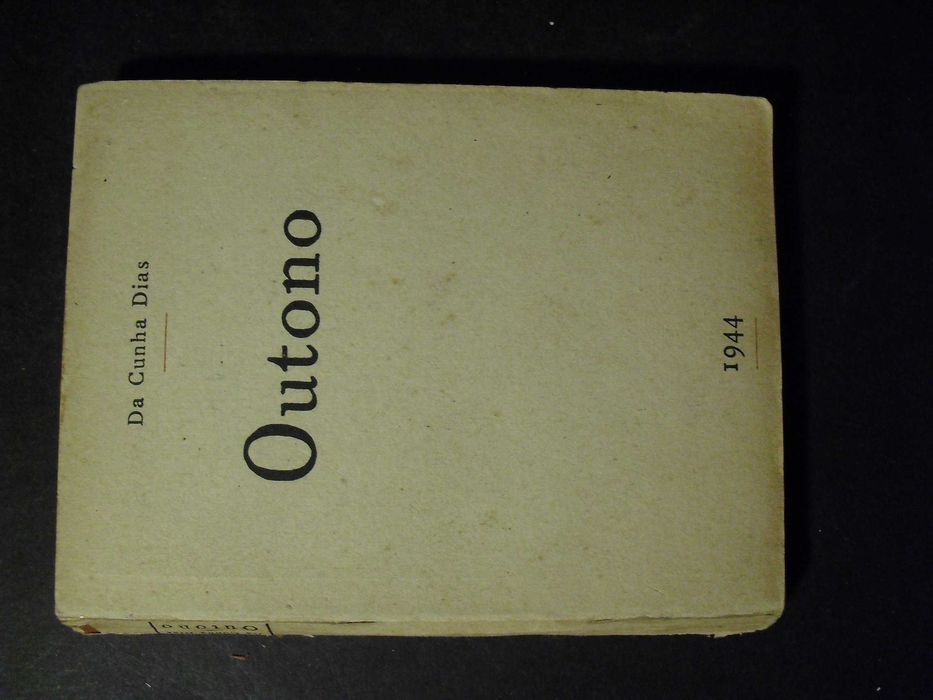 Da Cunha Dias
Outono
1944
Outono